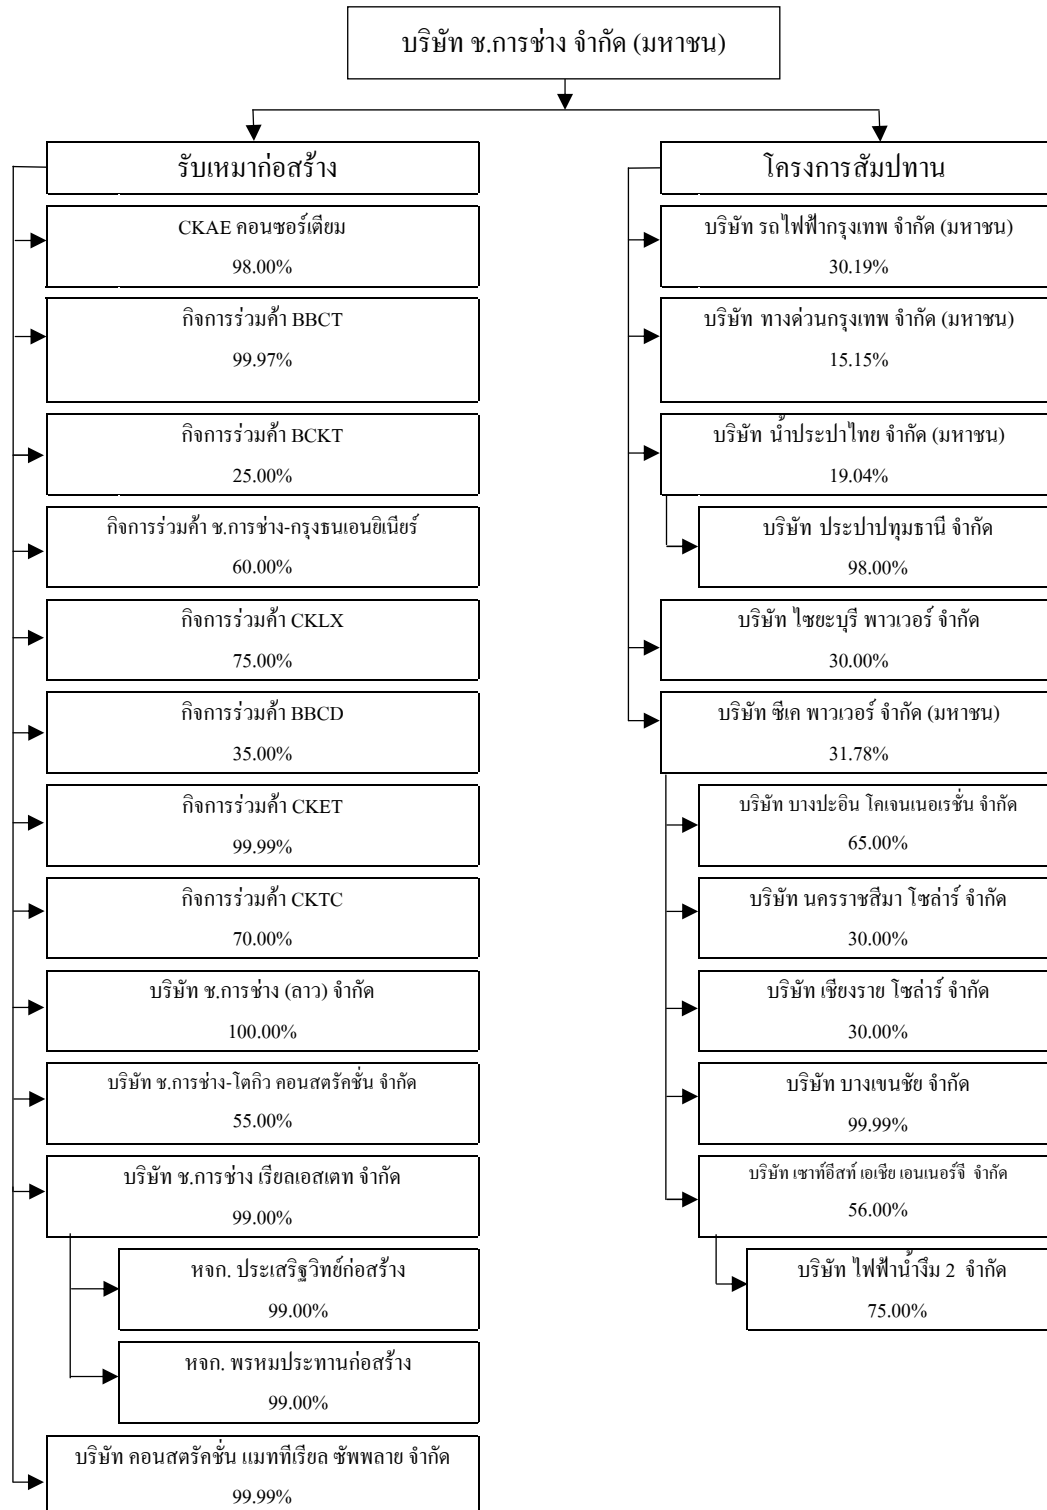 บริษัท ช.การช่าง จำกัด (มหาชน)
รับเหมาก่อสร้าง
CKAE คอนซอร์เตียม
98.00%
กิจการร่วมค้า BBCT
99.97%
กิจการร่วมค้า BCKT
25.00%
กิจการร่วมค้า ช.การช่าง-กรุงธนเอนยิเนียร์
60.00%
กิจการร่วมค้า CKLX
75.00%
กิจการร่วมค้า BBCD
35.00%
กิจการร่วมค้า CKET
99.99%
กิจการร่วมค้า CKTC
70.00%
บริษัท ช.การช่าง (ลาว) จำกัด
100.00%
บริษัท ช.การช่าง-โตกิว คอนสตรัคชั่น จำกัด
55.00%
บริษัท ช.การช่าง เรียลเอสเตท จำกัด
99.00%
หจก. ประเสริฐวิทย์ก่อสร้าง
99.00%
หจก. พรหมประทานก่อสร้าง
99.00%
บริษัท คอนสตรัคชั่น แมททีเรียล ซัพพลาย จำกัด
99.99%
โครงการสัมปทาน
บริษัท รถไฟฟ้ากรุงเทพ จำกัด (มหาชน)
30.19%
บริษัท ทางด่วนกรุงเทพ จำกัด (มหาชน)
15.15%
บริษัท น้ำประปาไทย จำกัด (มหาชน)
19.04%
บริษัท ประปาปทุมธานี จำกัด
98.00%
บริษัท ไซยะบุรี พาวเวอร์ จำกัด
30.00%
บริษัท ซีเค พาวเวอร์ จำกัด (มหาชน)
31.78%
บริษัท บางปะอิน โคเจนเนอเรชั่น จำกัด
65.00%
บริษัท นครราชสีมา โซล่าร์ จำกัด
30.00%
บริษัท เชียงราย โซล่าร์ จำกัด
30.00%
บริษัท บางเขนชัย จำกัด
99.99%
บริษัท เซาท์อีสท์ เอเชีย เอนเนอร์จี จำกัด
56.00%
บริษัท ไฟฟ้าน้ำงึม 2 จำกัด
75.00%